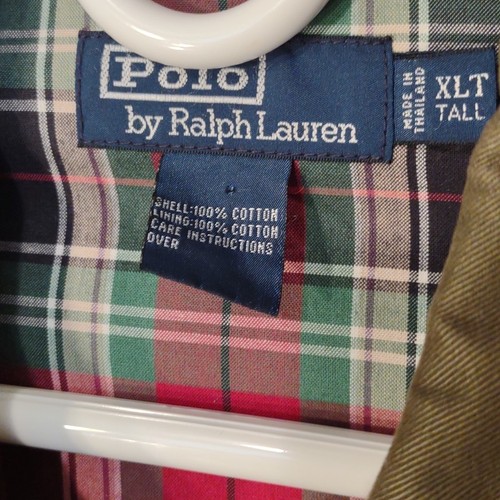 Polo
by Ralph Lauren
MADE IN
THAILAND
XLT
TALL
SHELL:100% COTTON
LINING:100% COTTON
CARE INSTRUCTIONS
OVER